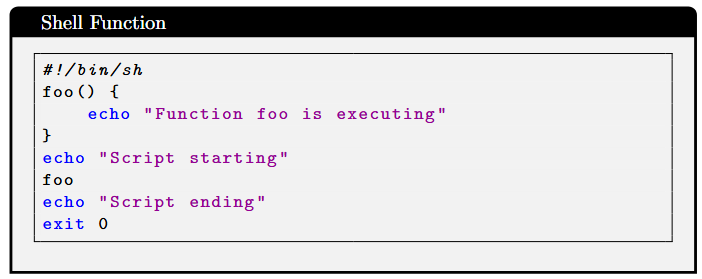 Shell Function
#!/bin/sh
foo() {
    echo "Function foo is executing"
}
echo "Script starting"
foo
echo "Script ending"
exit 0